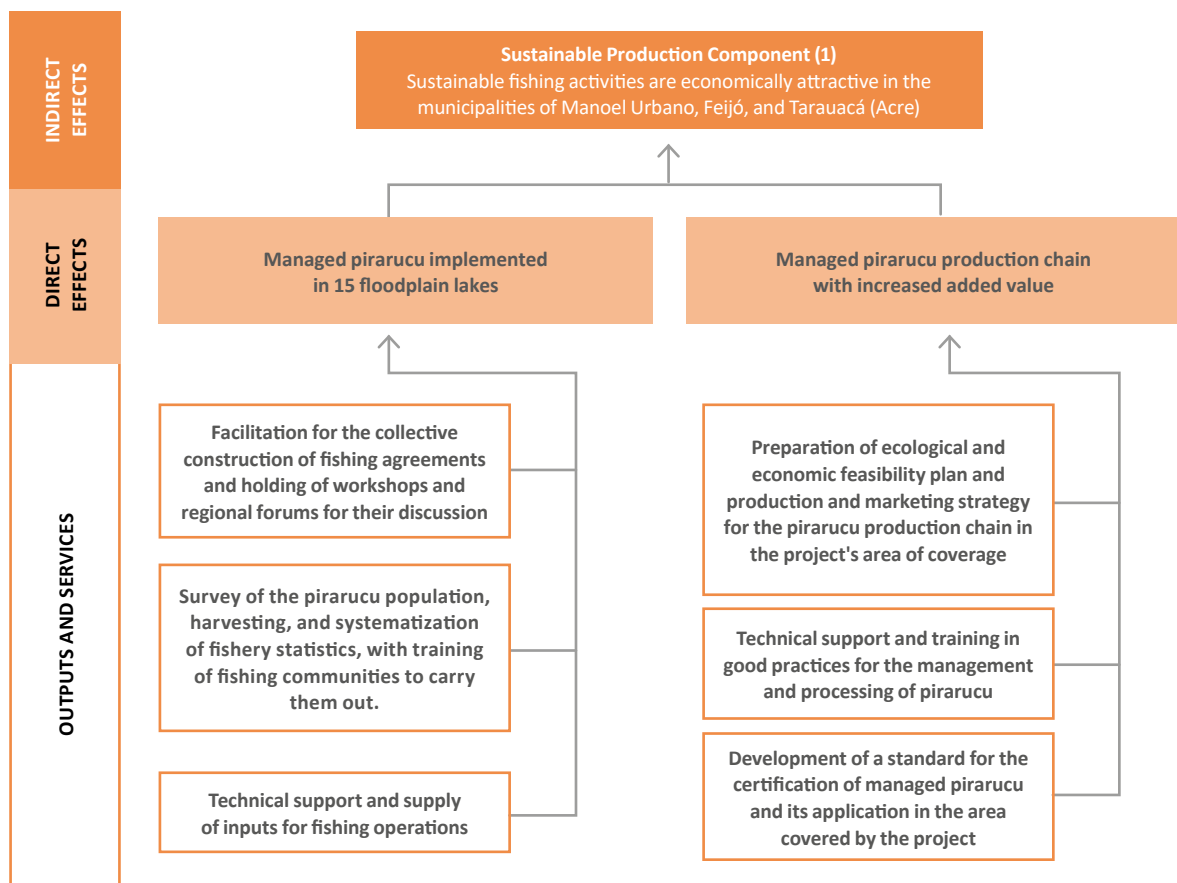 INDIRECT
EFFECTS
Sustainable Production Component (1)
Sustainable fishing activities are economically attractive in the
municipalities of Manoel Urbano, Feijó, and Tarauacá (Acre)
DIRECT
EFFECTS
Managed pirarucu implemented
in 15 floodplain lakes
Managed pirarucu production chain
with increased added value
OUTPUTS AND SERVICES
Facilitation for the collective
construction of fishing agreements
and holding of workshops and
regional forums for their discussion
Survey of the pirarucu population,
harvesting, and systematization
of fishery statistics, with training
of fishing communities to carry
them out.
Technical support and supply
of inputs for fishing operations
Preparation of ecological and
economic feasibility plan and
production and marketing strategy
for the pirarucu production chain in
the project's area of coverage
Technical support and training in
good practices for the management
and processing of pirarucu
Development of a standard for the
certification of managed pirarucu
and its application in the area
covered by the project